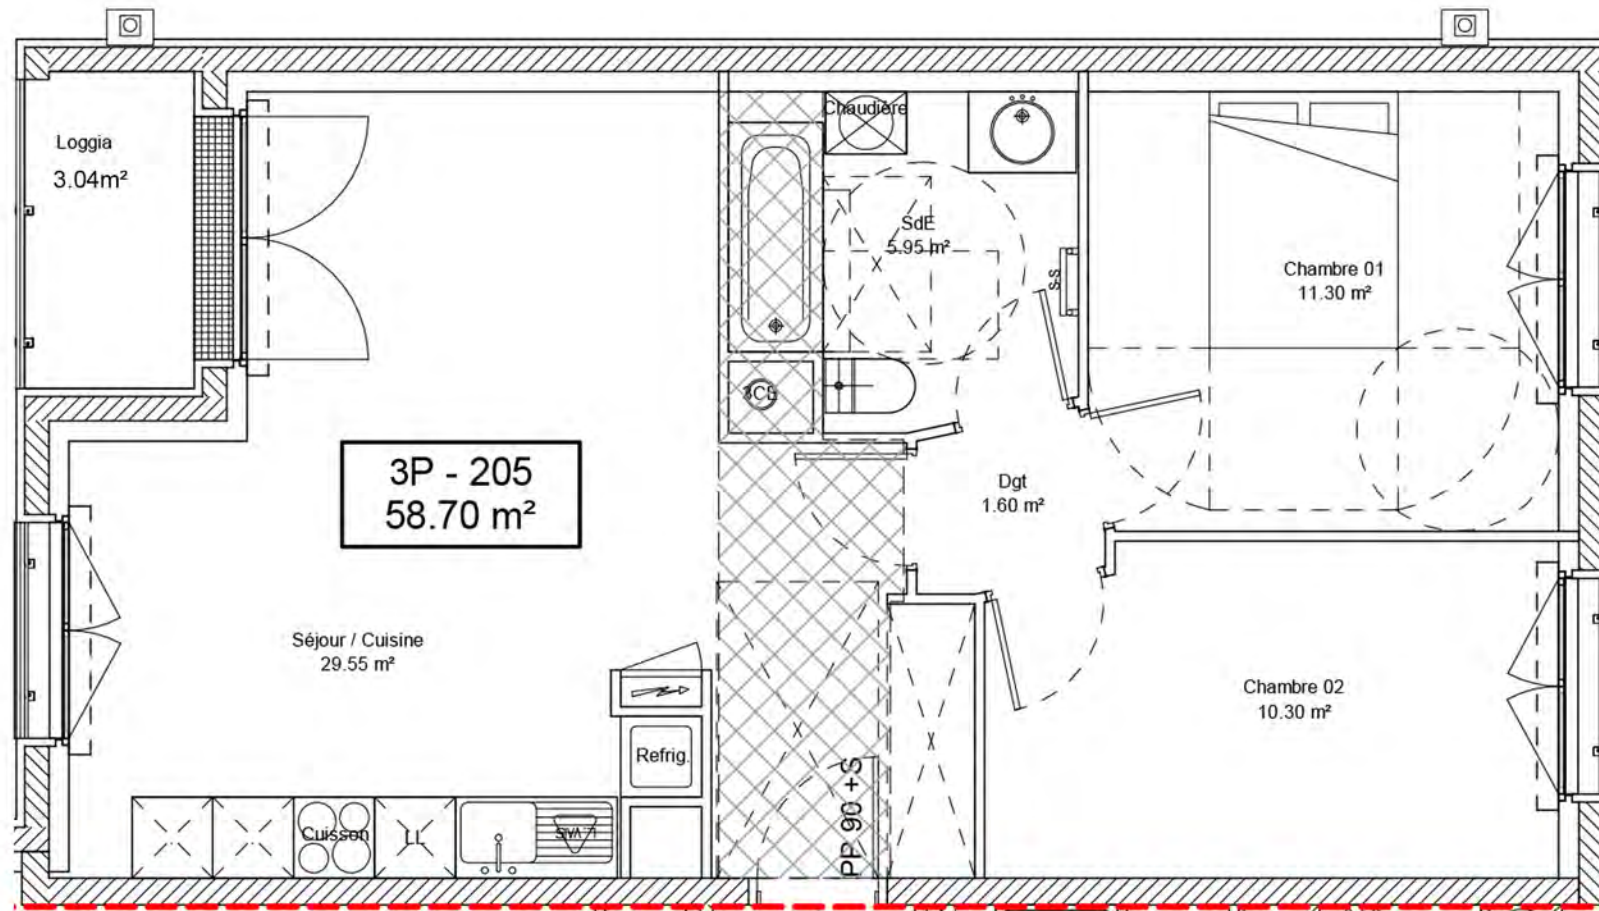 Loggia
3.04m²
Chaudière
SdE
5.95 m²
S.S
Chambre 01
11.30 m²
3P - 205
58.70 m²
Dgt
1.60 m²
Séjour / Cuisine
29.55 m²
Chambre 02
10.30 m²
Refrig.
PP 90 +S
Cuisson
LL
L.VAIS